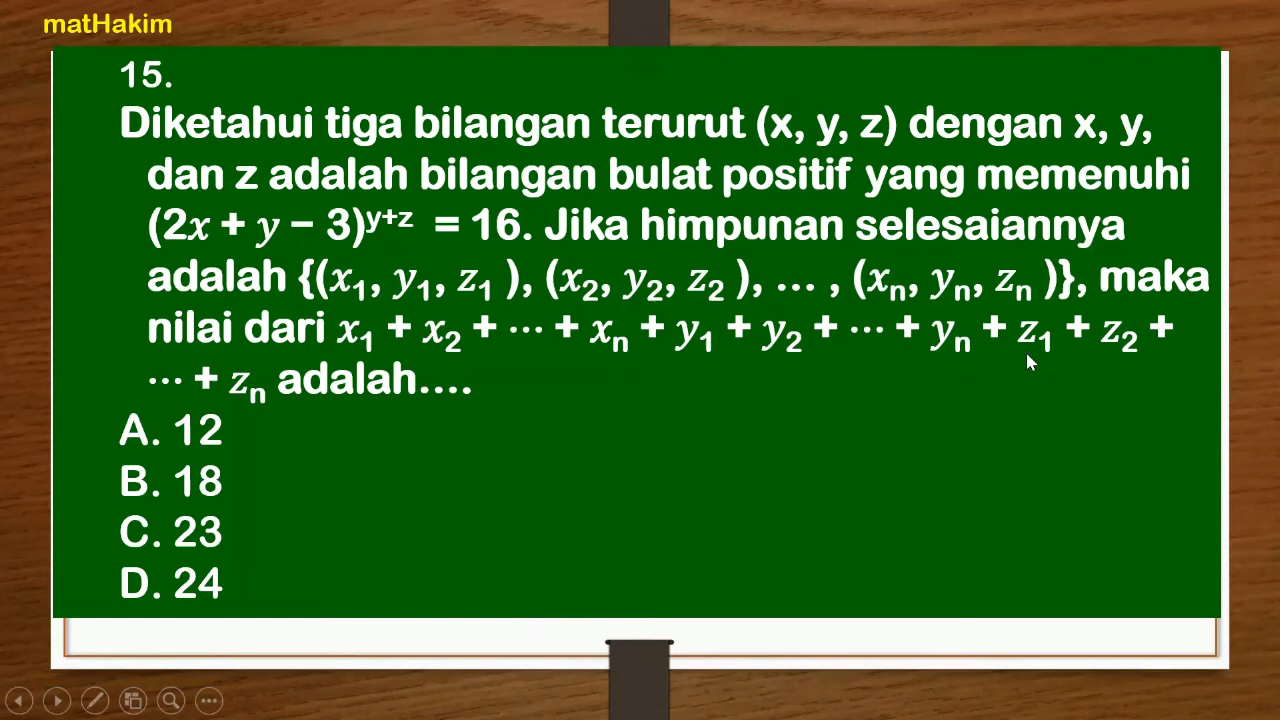 matHakim
15.
Diketahui tiga bilangan terurut (x, y, z) dengan x, y,
dan z adalah bilangan bulat positif yang memenuhi
(2x + y − 3)ʸ⁺ᶻ = 16. Jika himpunan selesaiannya
adalah {(x₁, y₁, z₁ ), (x₂, y₂, z₂ ), … , (xₙ, yₙ, zₙ )}, maka
nilai dari x₁ + x₂ + ⋯ + xₙ + y₁ + y₂ + ⋯ + yₙ + z₁ + z₂ +
⋯ + zₙ adalah....
A. 12
B. 18
C. 23
D. 24